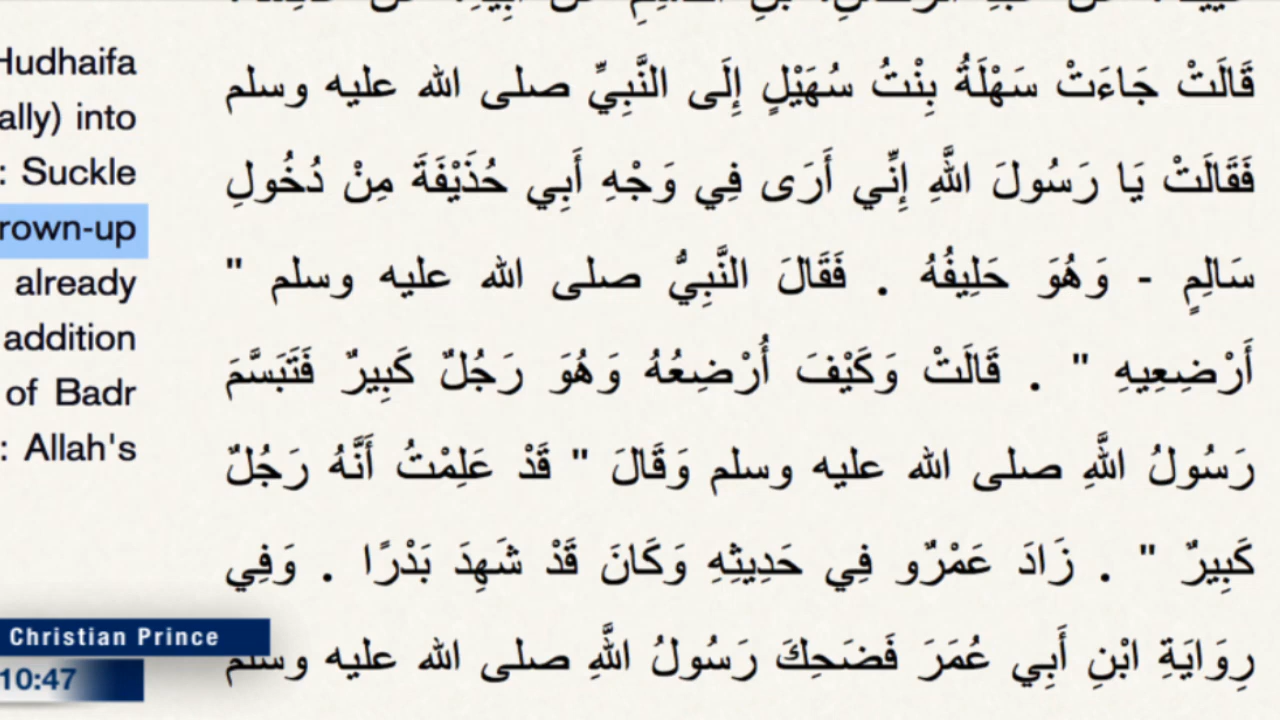 Hudhaifa
ally) into
: Suckle
rown-up
already
addition
of Badr
: Allah's
قَالَتْ جَاءَتْ سَهْلَةُ بِنْتُ سُهَيْلٍ إِلَى النَّبِيِّ صلى الله عليه وسلم
فَقَالَتْ يَا رَسُولَ اللَّهِ إِنِّي أَرَى فِي وَجْهِ أَبِي حُذَيْفَةَ مِنْ دُخُولِ
سَالِمٍ - وَهُوَ حَلِيفُهُ . فَقَالَ النَّبِيُّ صلى الله عليه وسلم "
أَرْضِعِيهِ " . قَالَتْ وَكَيْفَ أُرْضِعُهُ وَهُوَ رَجُلٌ كَبِيرٌ فَتَبَسَّمَ
رَسُولُ اللَّهِ صلى الله عليه وسلم وَقَالَ " قَدْ عَلِمْتُ أَنَّهُ رَجُلٌ
كَبِيرٌ " . زَادَ عَمْرٌو فِي حَدِيثِهِ وَكَانَ قَدْ شَهِدَ بَدْرًا . وَفِي
رِوَايَةِ ابْنِ أَبِي عُمَرَ فَضَحِكَ رَسُولُ اللَّهِ صلى الله عليه وسلم
Christian Prince
10:47